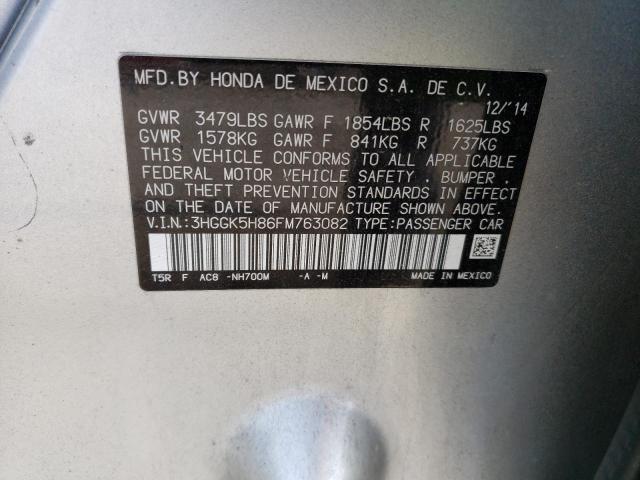 MFD.BY HONDA DE MEXICO S.A. DE C.V.
12/'14
GVWR 3479LBS GAWR F 1854LBS R 1625LBS
GVWR 1578KG GAWR F 841KG R 737KG
THIS VEHICLE CONFORMS TO ALL APPLICABLE
FEDERAL MOTOR VEHICLE SAFETY . BUMPER .
AND THEFT PREVENTION STANDARDS IN EFFECT
ON THE DATE OF MANUFACTURE SHOWN ABOVE.
V.I.N.:3HGGK5H86FM763082 TYPE:PASSENGER CAR
T5R F AC8 -NH700M -A -M MADE IN MEXICO